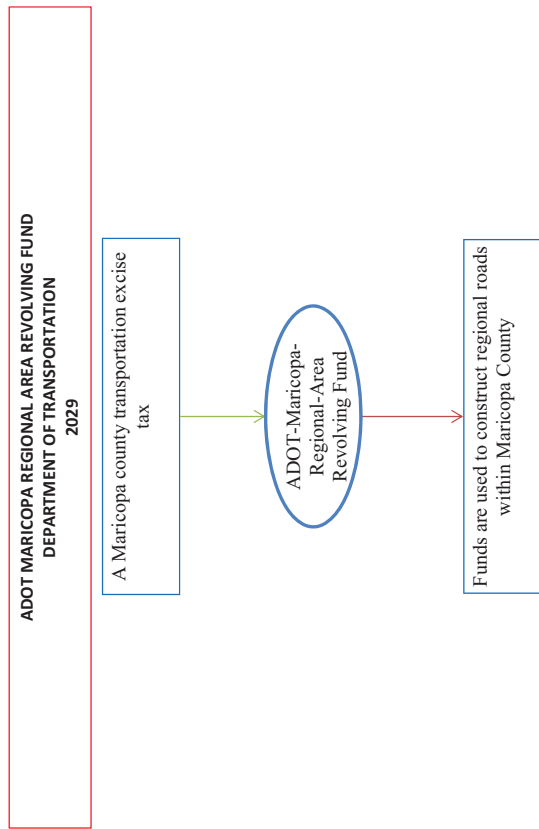 ADOT MARICOPA REGIONAL AREA REVOLVING FUND
DEPARTMENT OF TRANSPORTATION
2029
A Maricopa county transportation excise
tax
ADOT-Maricopa-
Regional-Area
Revolving Fund
Funds are used to construct regional roads
within Maricopa County